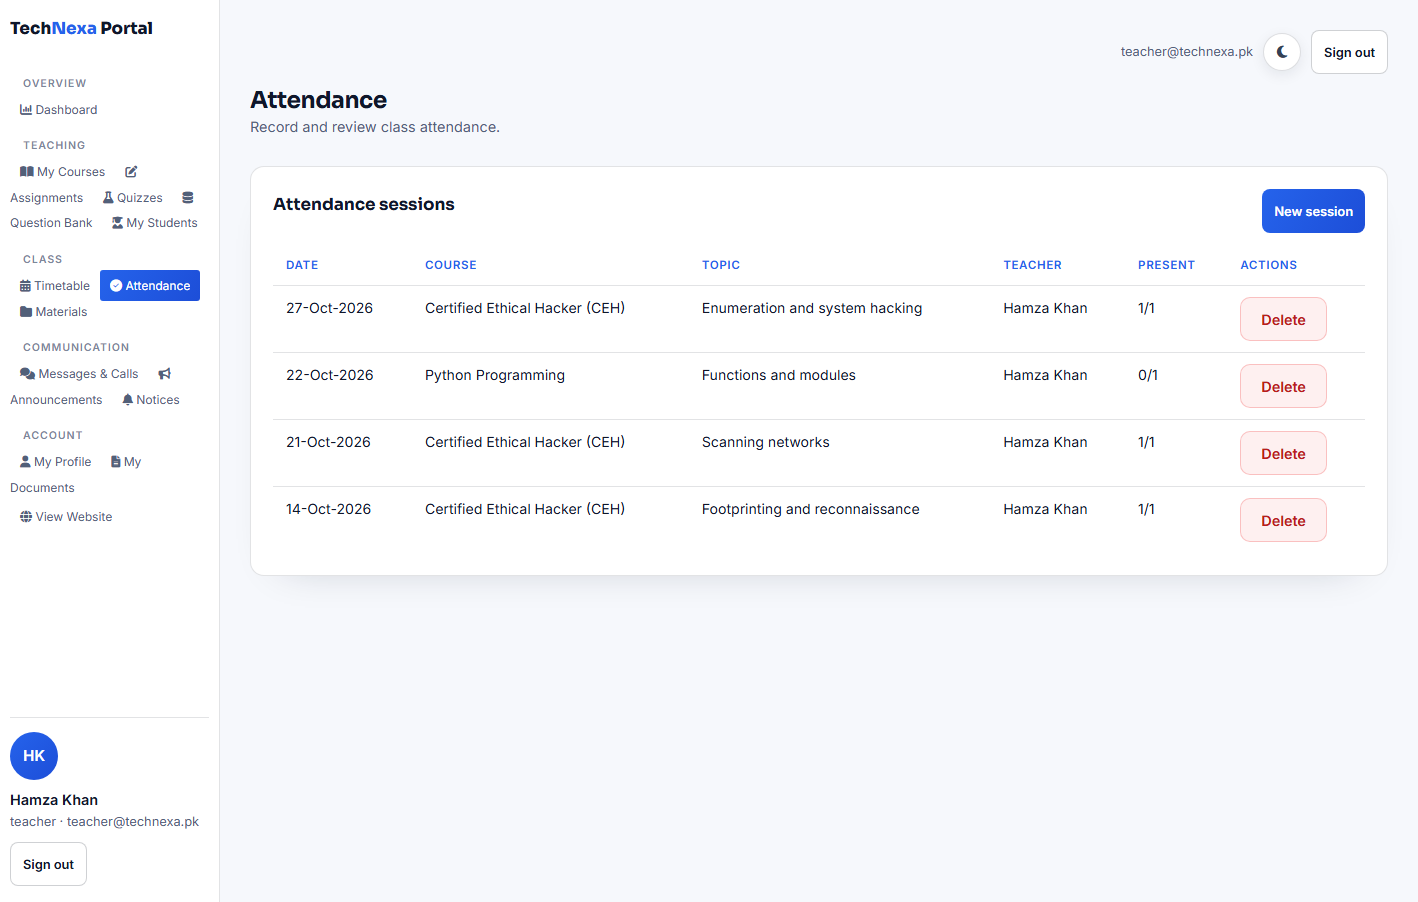 TechNexa Portal
OVERVIEW
Dashboard
TEACHING
My Courses
Assignments Quizzes
Question Bank My Students
CLASS
Timetable Attendance
Materials
COMMUNICATION
Messages & Calls
Announcements Notices
ACCOUNT
My Profile My
Documents
View Website
HK
Hamza Khan
teacher · teacher@technexa.pk
Sign out
teacher@technexa.pk Sign out
Attendance
Record and review class attendance.
Attendance sessions New session
DATE COURSE TOPIC TEACHER PRESENT ACTIONS
27-Oct-2026 Certified Ethical Hacker (CEH) Enumeration and system hacking Hamza Khan 1/1 Delete
22-Oct-2026 Python Programming Functions and modules Hamza Khan 0/1 Delete
21-Oct-2026 Certified Ethical Hacker (CEH) Scanning networks Hamza Khan 1/1 Delete
14-Oct-2026 Certified Ethical Hacker (CEH) Footprinting and reconnaissance Hamza Khan 1/1 Delete